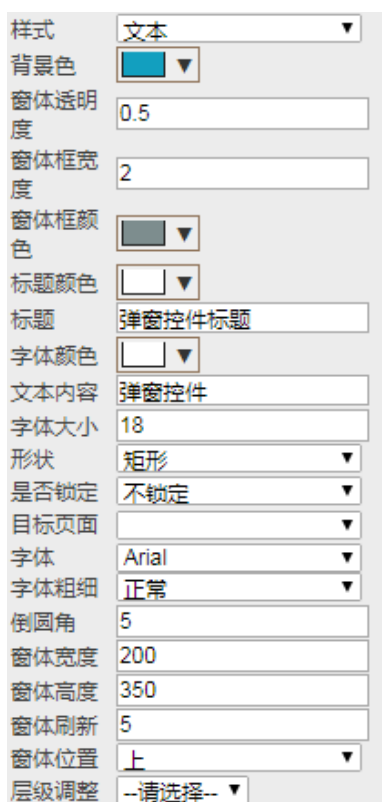 样式 文本
背景色
窗体透明
度 0.5
窗体框宽
度 2
窗体框颜
色
标题颜色
标题 弹窗控件标题
字体颜色
文本内容 弹窗控件
字体大小 18
形状 矩形
是否锁定 不锁定
目标页面
字体 Arial
字体粗细 正常
倒圆角 5
窗体宽度 200
窗体高度 350
窗体刷新 5
窗体位置 上
层级调整 --请选择--